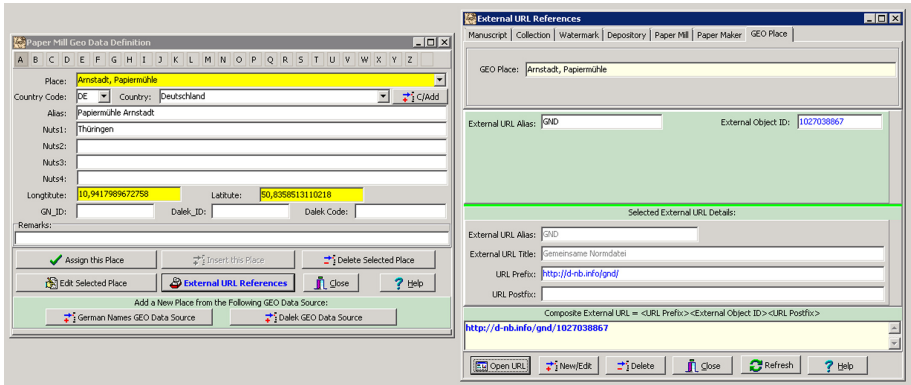 Paper Mill Geo Data Definition
A B C D E F G H I J K L M N O P Q R S T U V W X Y Z
Place: Arnstadt, Papiermühle
Country Code: DE Country: Deutschland C/Add
Alias: Papiermühle Arnstadt
Nuts1: Thüringen
Nuts2:
Nuts3:
Nuts4:
Longtitute: 10,9417989672758 Latitute: 50,8358513110218
GN_ID: Dalek_ID: Dalek Code:
Remarks:
Assign this Place Insert this Place Delete Selected Place
Edit Selected Place External URL References Close Help
Add a New Place from the Following GEO Data Source:
German Names GEO Data Source Dalek GEO Data Source
External URL References
Manuscript Collection Watermark Depository Paper Mill Paper Maker GEO Place
GEO Place: Arnstadt, Papiermühle
External URL Alias: GND External Object ID: 1027038867
Selected External URL Details:
External URL Alias: GND
External URL Title: Gemeinsame Normdatei
URL Prefix: http://d-nb.info/gnd/
URL Postfix:
Composite External URL = <URL Prefix><External Object ID><URL Postfix>
http://d-nb.info/gnd/1027038867
Open URL New/Edit Delete Close Refresh Help